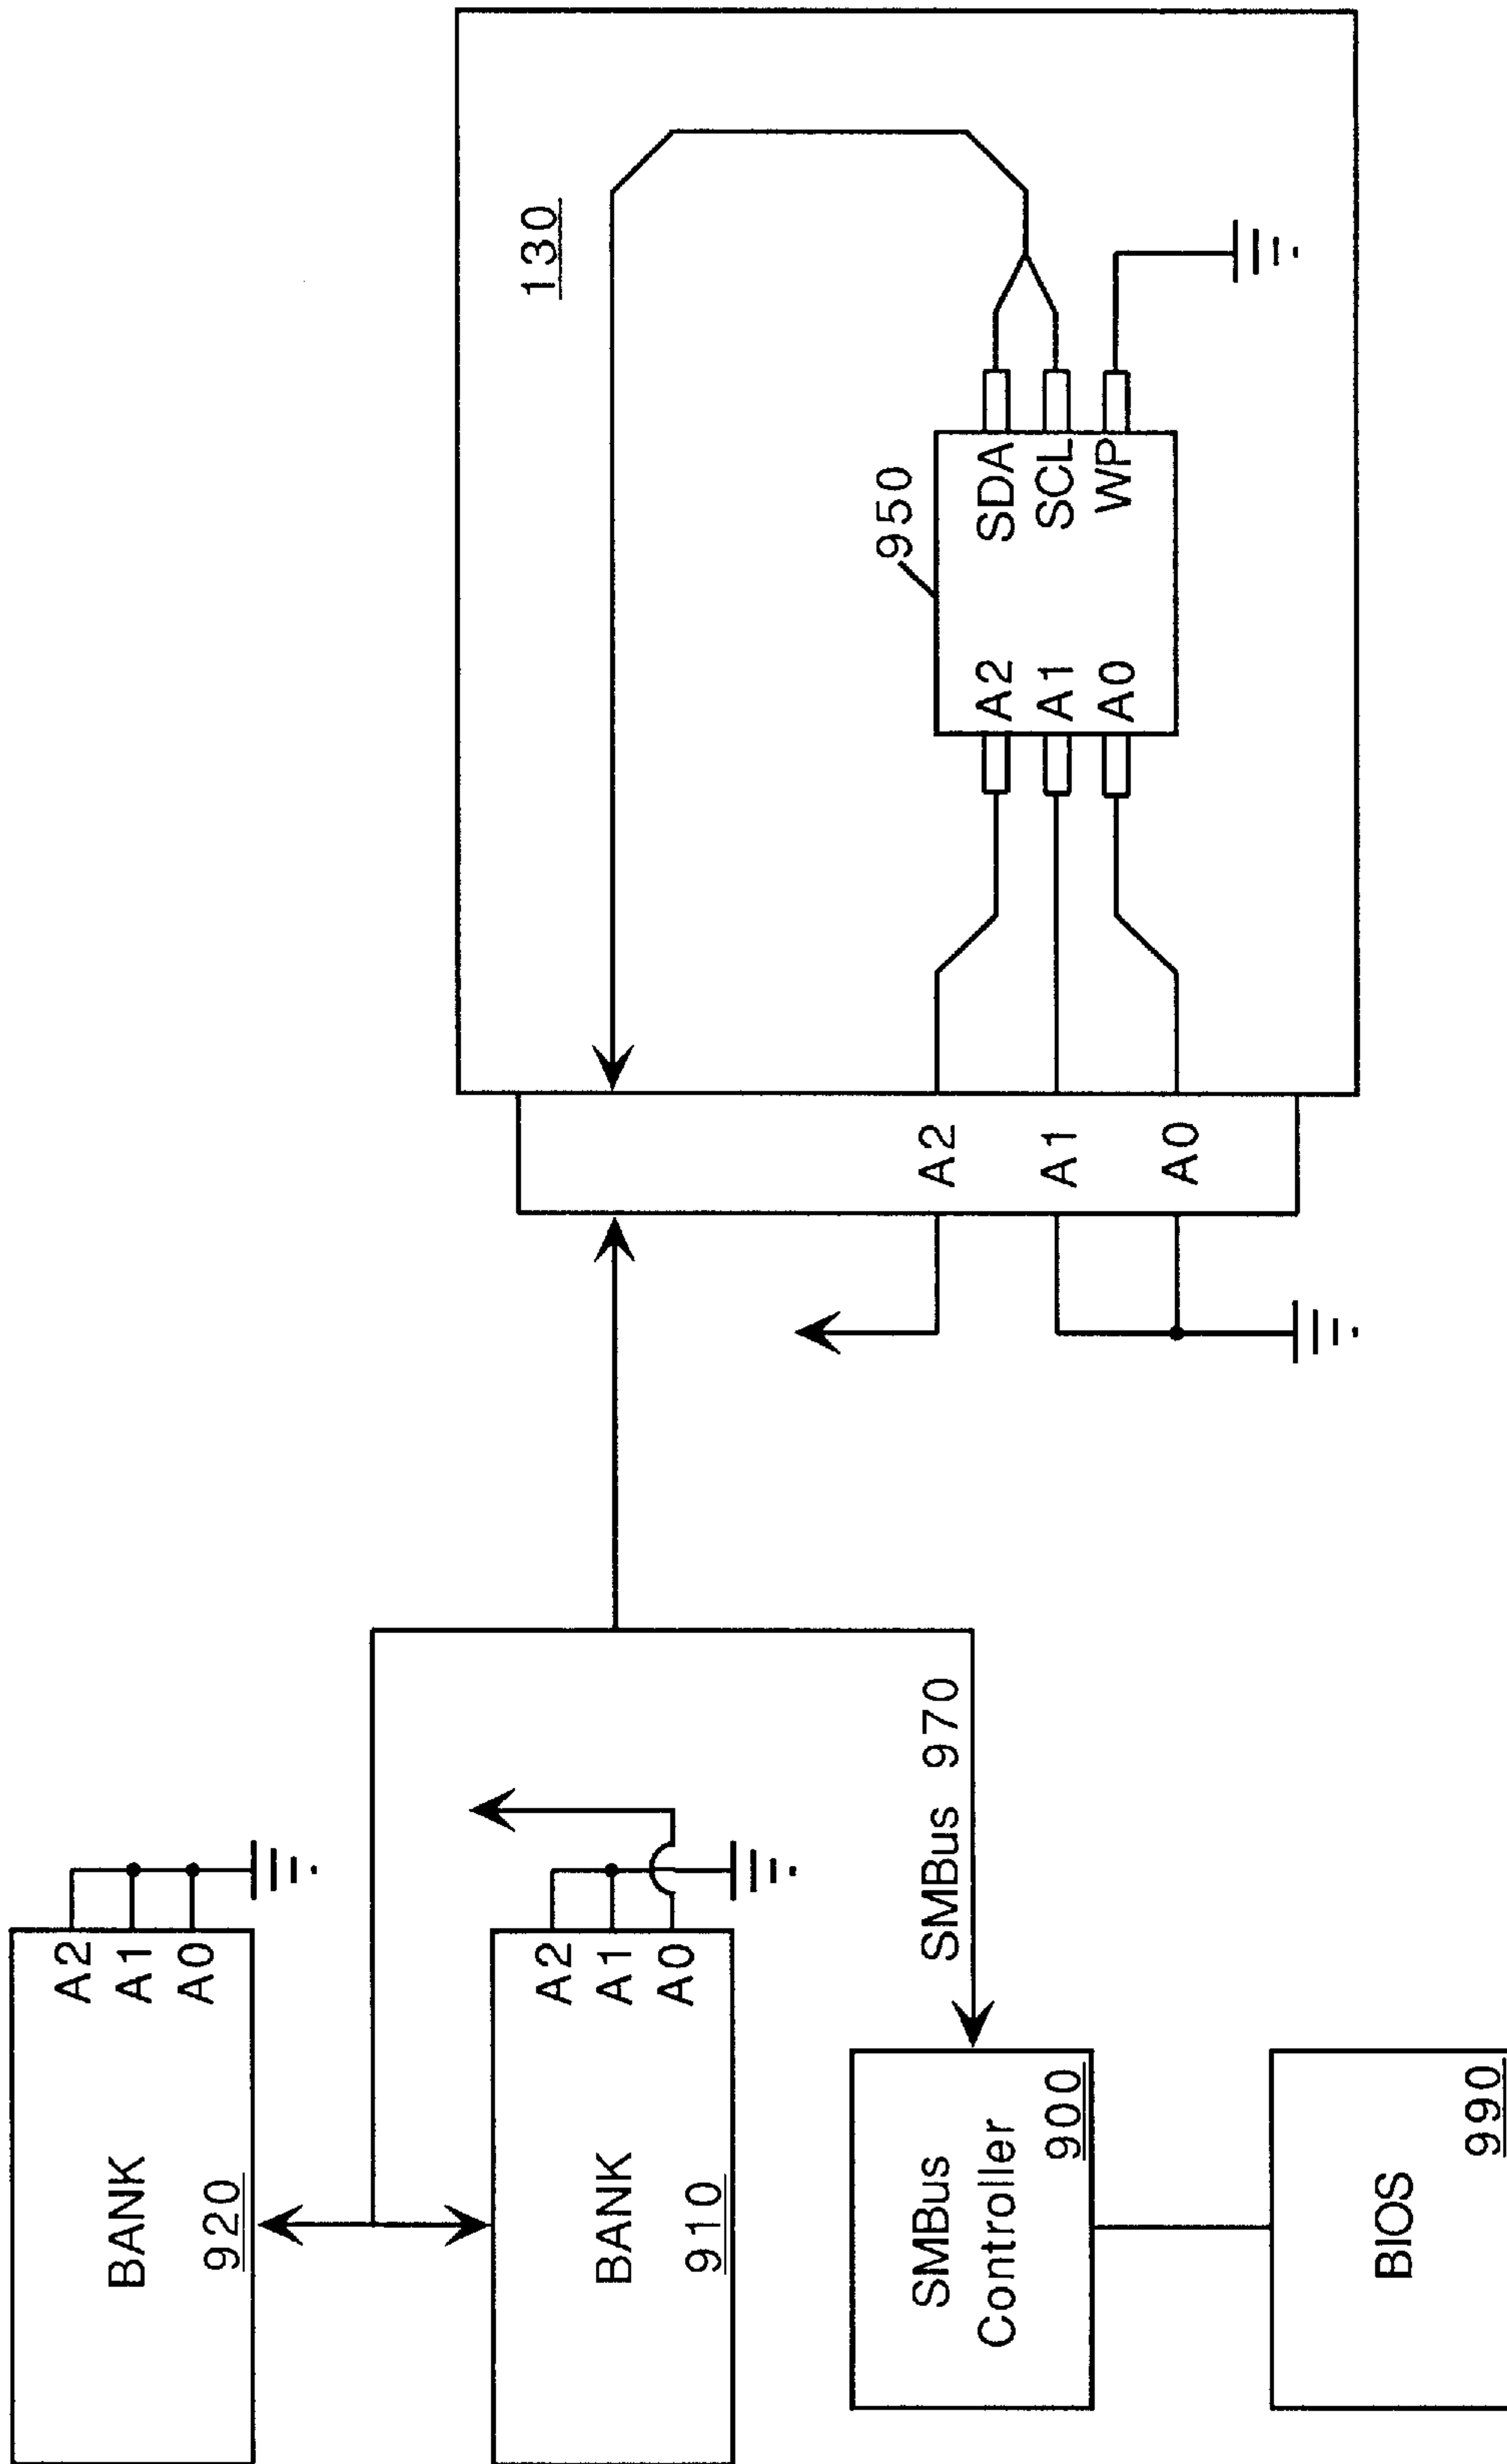 BANK
920
A2
A1
A0
BANK
910
A2
A1
A0
SMBus
Controller
900
BIOS
990
SMBus 970
A2
A1
A0
130
950
A2
A1
A0
SDA
SCL
WP